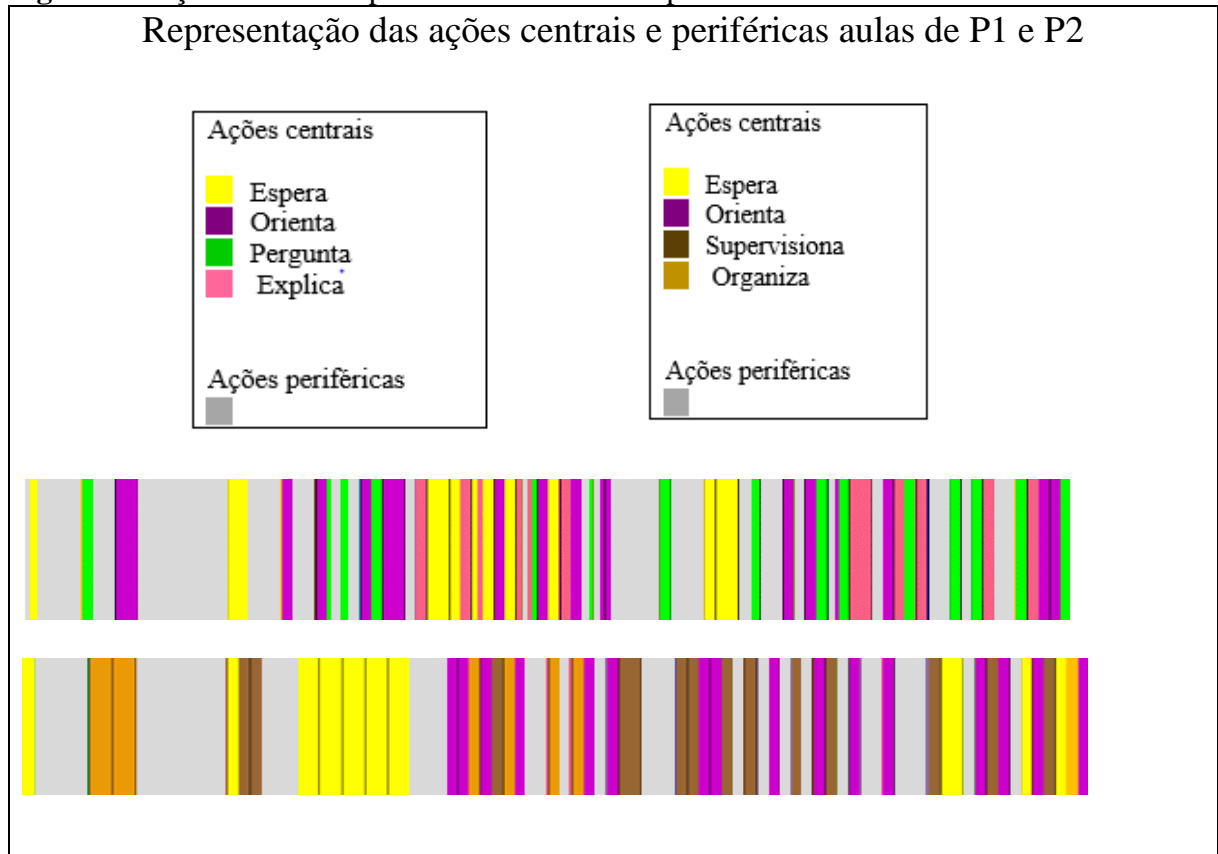 Representação das ações centrais e periféricas aulas de P1 e P2
Ações centrais
Espera
Orienta
Pergunta
Explica
Ações periféricas
Ações centrais
Espera
Orienta
Supervisiona
Organiza
Ações periféricas